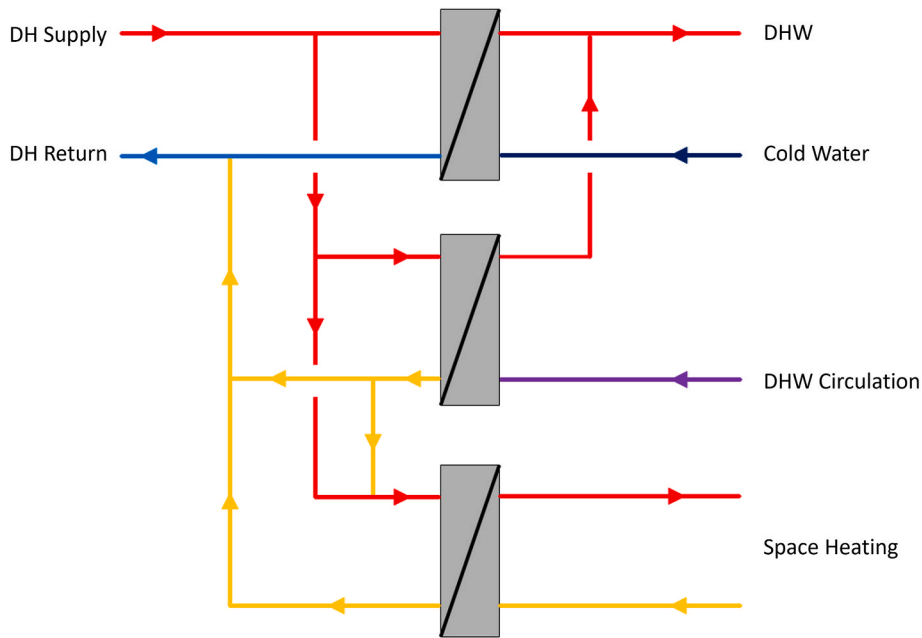 DH Supply
DHW
DH Return
Cold Water
DHW Circulation
Space Heating